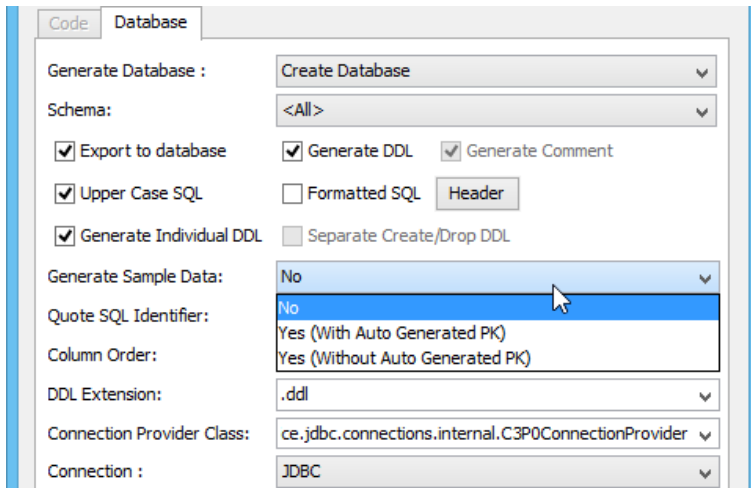 Code Database
Generate Database : Create Database
Schema: <All>
Export to database Generate DDL Generate Comment
Upper Case SQL Formatted SQL Header
Generate Individual DDL Separate Create/Drop DDL
Generate Sample Data: No
Quote SQL Identifier: No
Yes (With Auto Generated PK)
Column Order: Yes (Without Auto Generated PK)
DDL Extension: .ddl
Connection Provider Class: ce.jdbc.connections.internal.C3P0ConnectionProvider
Connection : JDBC